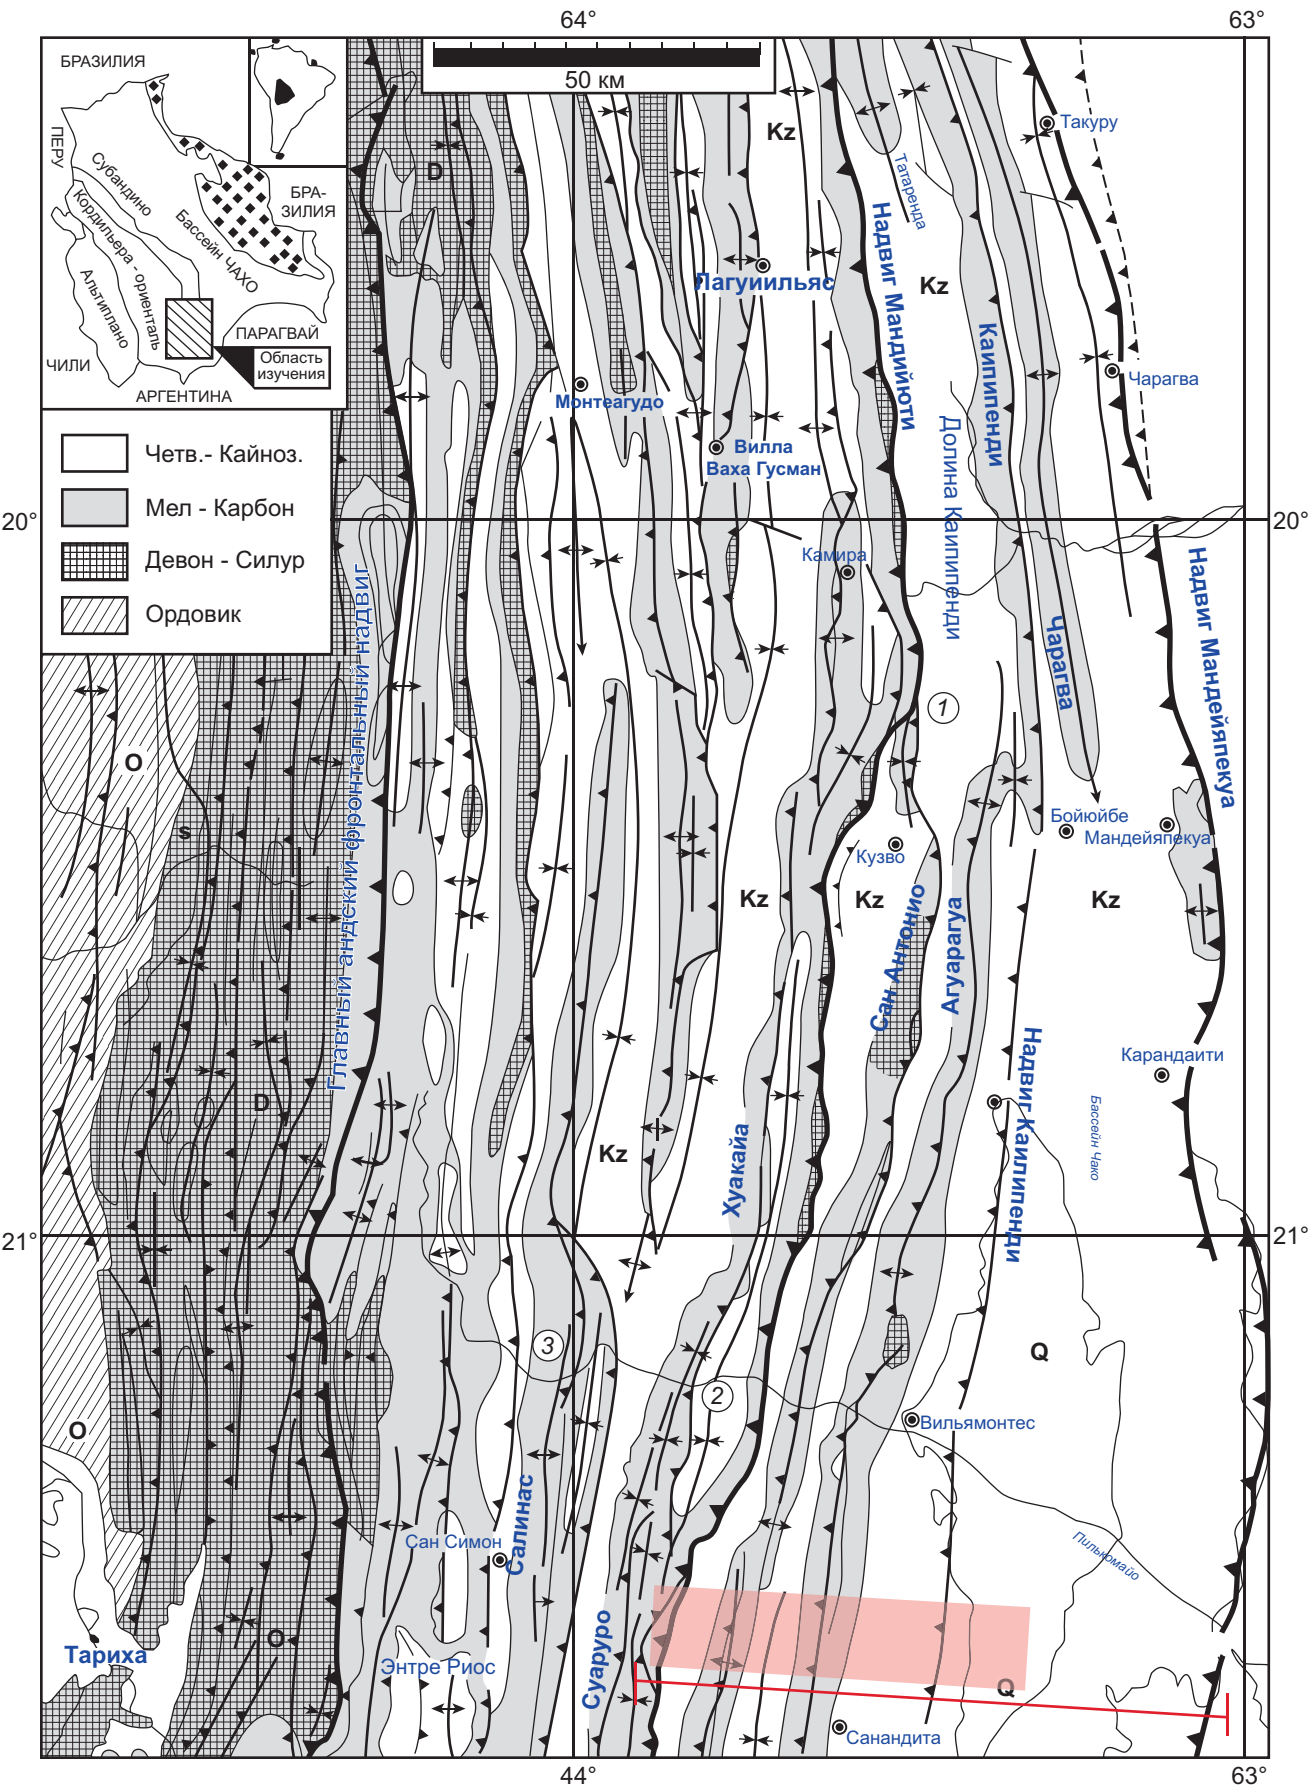 64°
63°
50 км
БРАЗИЛИЯ
ПЕРУ
Субандино
Кордильера - ориенталь
Бассейн ЧАХО
БРА-
ЗИЛИЯ
Альтиплано
ПАРАГВАЙ
ЧИЛИ
Область
изучения
АРГЕНТИНА
Четв.- Кайноз.
Мел - Карбон
Девон - Силур
Ордовик
Kz
Такуру
D
Татаренда
Надвиг Мандийюти
Лагуиильяс
Kz
Каипипенди
Чарагва
Монтеагудо
Вилла
Ваха Гусман
Долина Каипипенди
20°
20°
Камира
Главный андский фронтальный надвиг
Надвиг Мандейяпекуа
Чарагва
1
O
s
Бойюйбе
Мандейяпекуа
Кузво
Kz
Kz
Kz
Сан Антонио
Агуарагуа
Надвиг Каипипенди
Карандаити
Бассейн Чако
D
Kz
Хуакайа
21°
21°
3
Q
2
O
Вильямонтес
Сан Симон
Салинас
Пилькомайо
O
Тариха
Энтре Риос
Суаруро
Q
Санандита
44°
63°